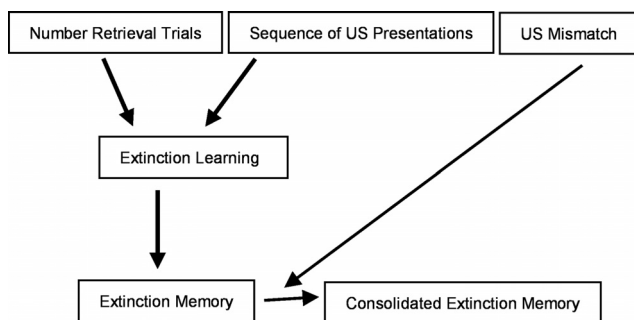 Number Retrieval Trials
Sequence of US Presentations
US Mismatch
Extinction Learning
Extinction Memory
Consolidated Extinction Memory